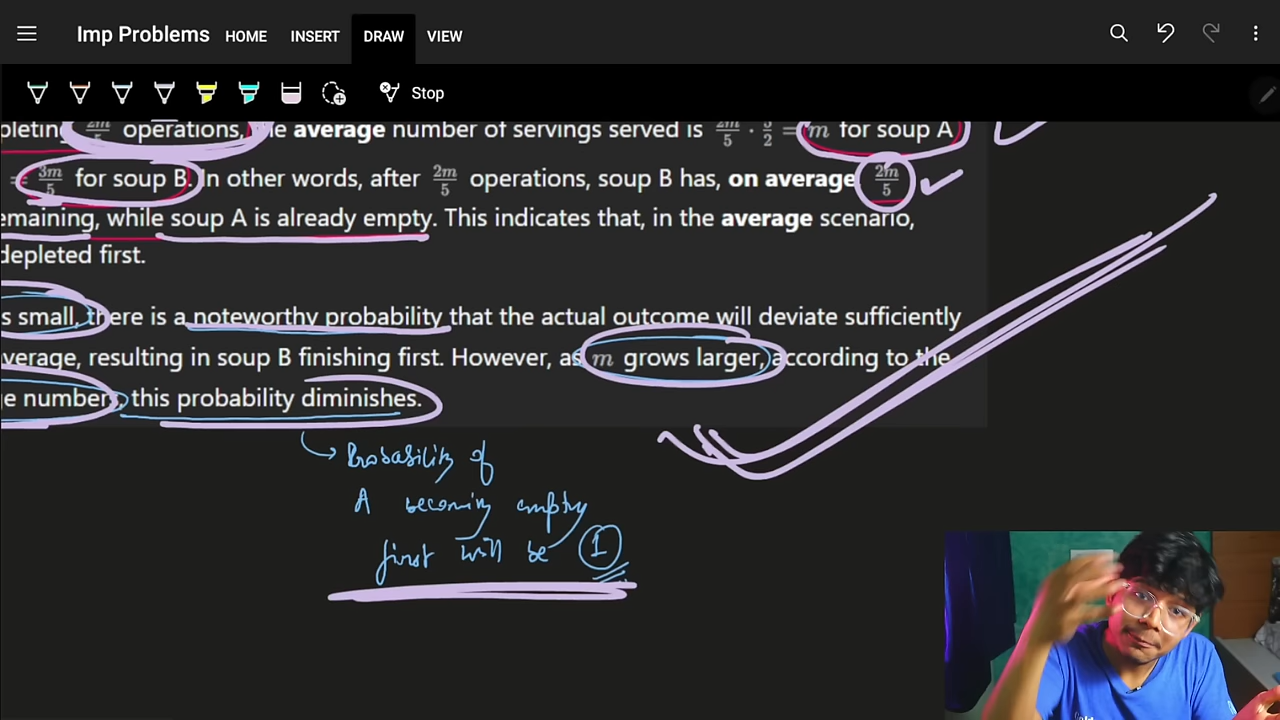 Imp Problems HOME INSERT DRAW VIEW
Stop
pleting 2m/5 operations, the average number of servings served is 2m/5 · 5/2 = m for soup A
= 3m/5 for soup B. In other words, after 2m/5 operations, soup B has, on average 2m/5
emaining, while soup A is already empty. This indicates that, in the average scenario,
depleted first.
s small, there is a noteworthy probability that the actual outcome will deviate sufficiently
verage, resulting in soup B finishing first. However, as m grows larger, according to the
e numbers, this probability diminishes.
Probability of
A becoming empty
first will be 1